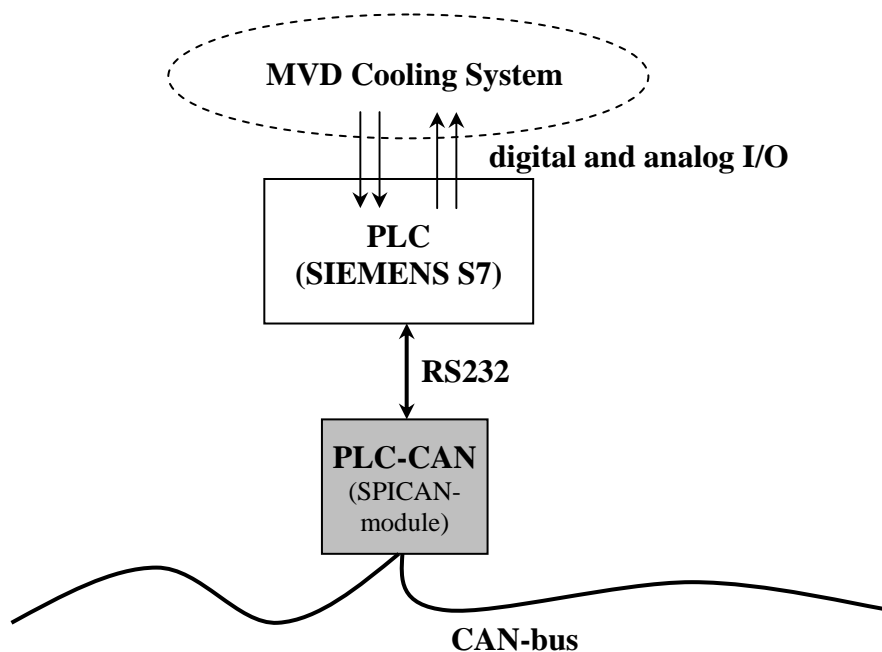 MVD Cooling System
digital and analog I/O
PLC
(SIEMENS S7)
RS232
PLC-CAN
(SPICAN-
module)
CAN-bus